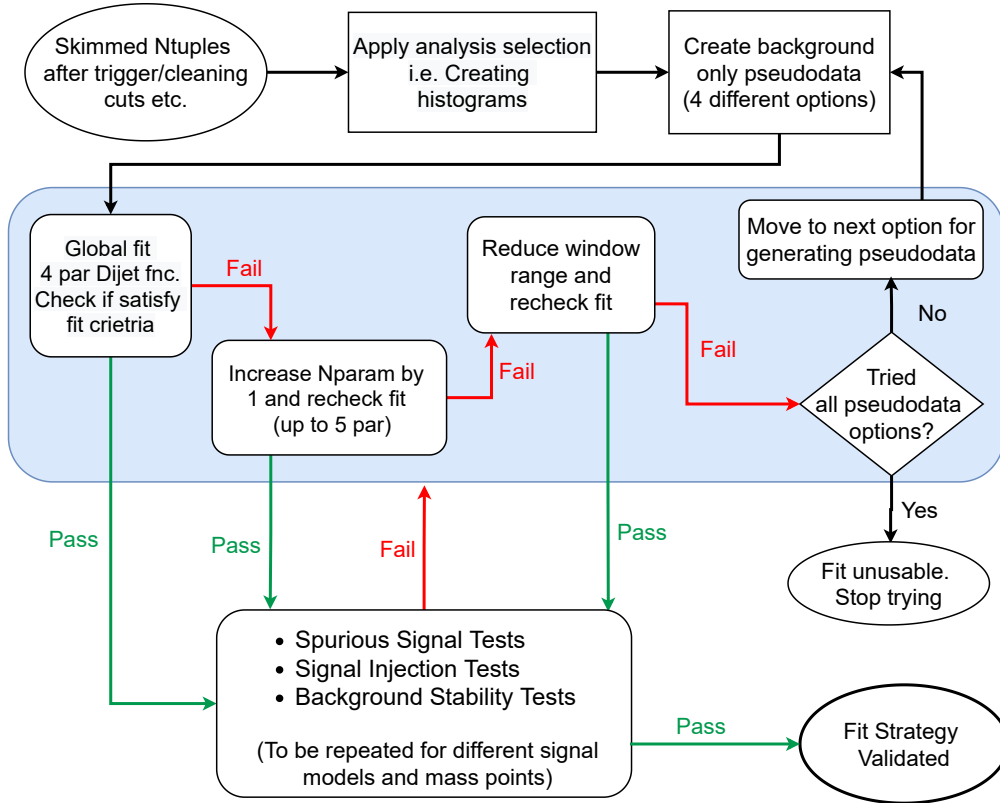 Skimmed Ntuples
after trigger/cleaning
cuts etc.
Apply analysis selection
i.e. Creating
histograms
Create background
only pseudodata
(4 different options)
Global fit
4 par Dijet fnc.
Check if satisfy
fit crietria
Fail
Increase Nparam by
1 and recheck fit
(up to 5 par)
Fail
Reduce window
range and
recheck fit
Fail
Move to next option for
generating pseudodata
No
Tried
all pseudodata
options?
Yes
Fit unusable.
Stop trying
Pass
Pass
Fail
Pass
• Spurious Signal Tests
• Signal Injection Tests
• Background Stability Tests
(To be repeated for different signal
models and mass points)
Pass
Fit Strategy
Validated